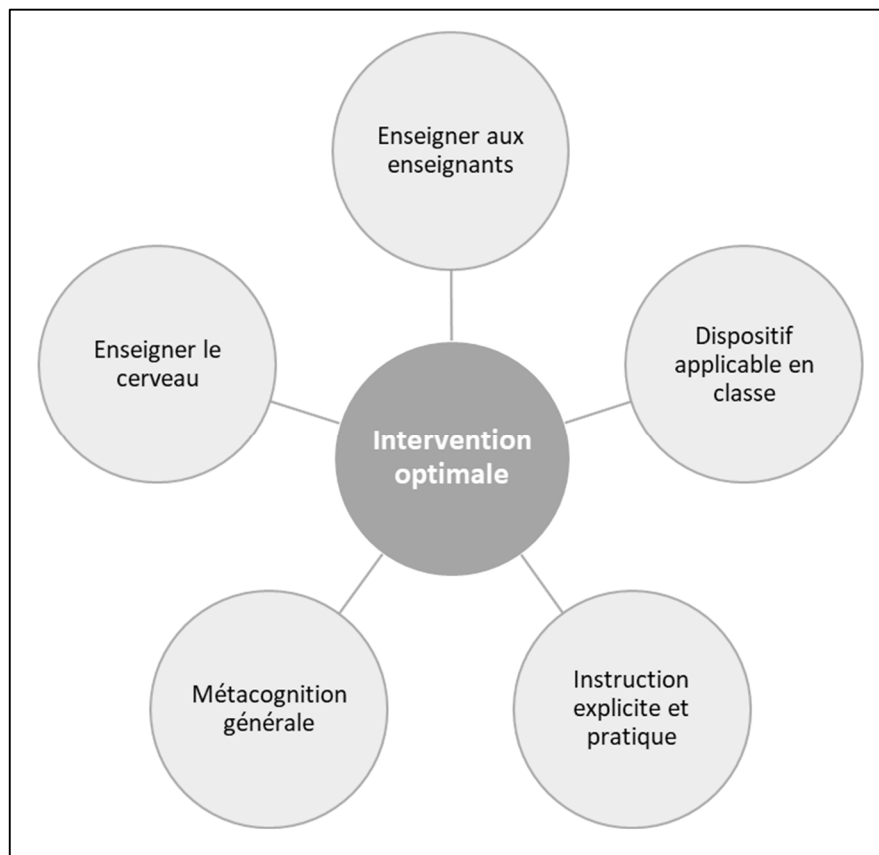 Enseigner aux
enseignants
Enseigner le
cerveau
Dispositif
applicable en
classe
Intervention
optimale
Métacognition
générale
Instruction
explicite et
pratique